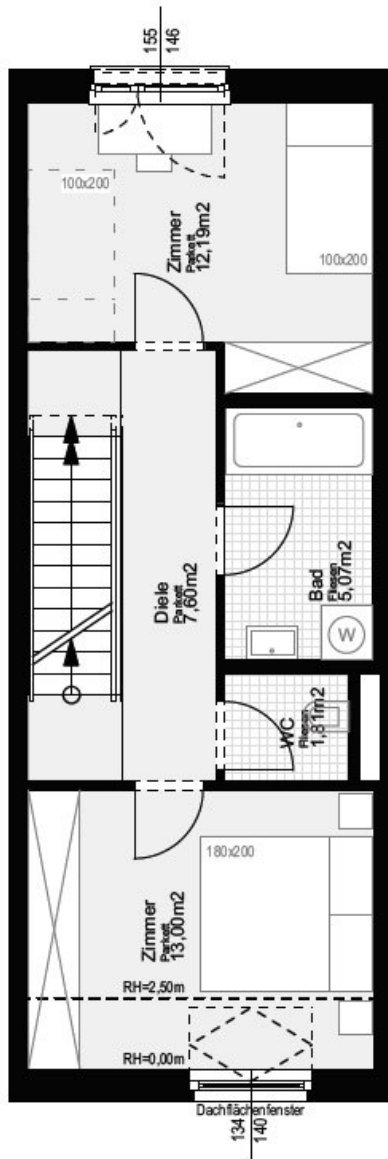 155
146
100x200
Zimmer
Parkett
12,19m2
100x200
Diele
Parkett
7,60m2
Bad
Fliesen
5,07m2
W
WC
Fliesen
1,81m2
180x200
Zimmer
Parkett
13,00m2
RH=2,50m
RH=0,00m
Dachflächenfenster
134
140